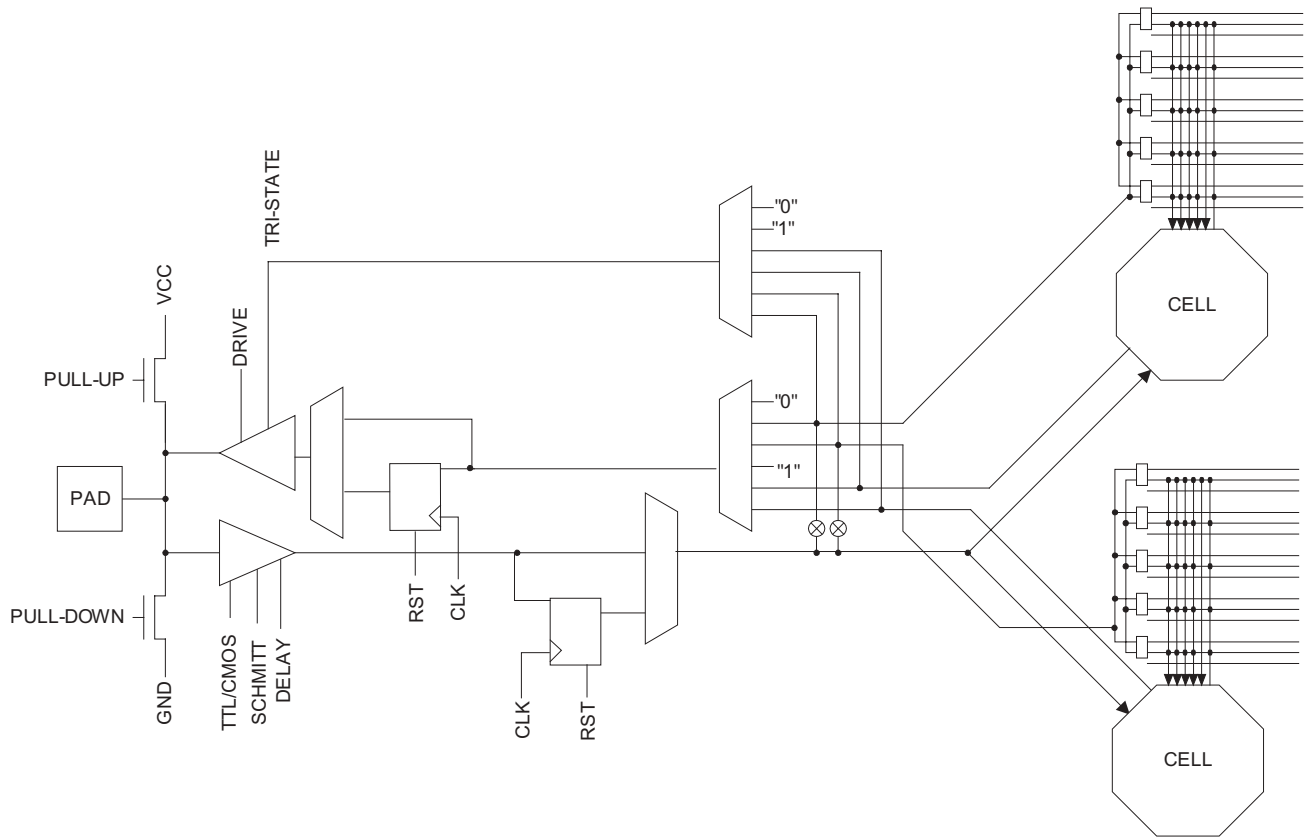 TRI-STATE
"0"
"1"
VCC
CELL
DRIVE
PULL-UP
"0"
"1"
PAD
RST
CLK
PULL-DOWN
TTL/CMOS
SCHMITT
DELAY
GND
CLK
RST
CELL